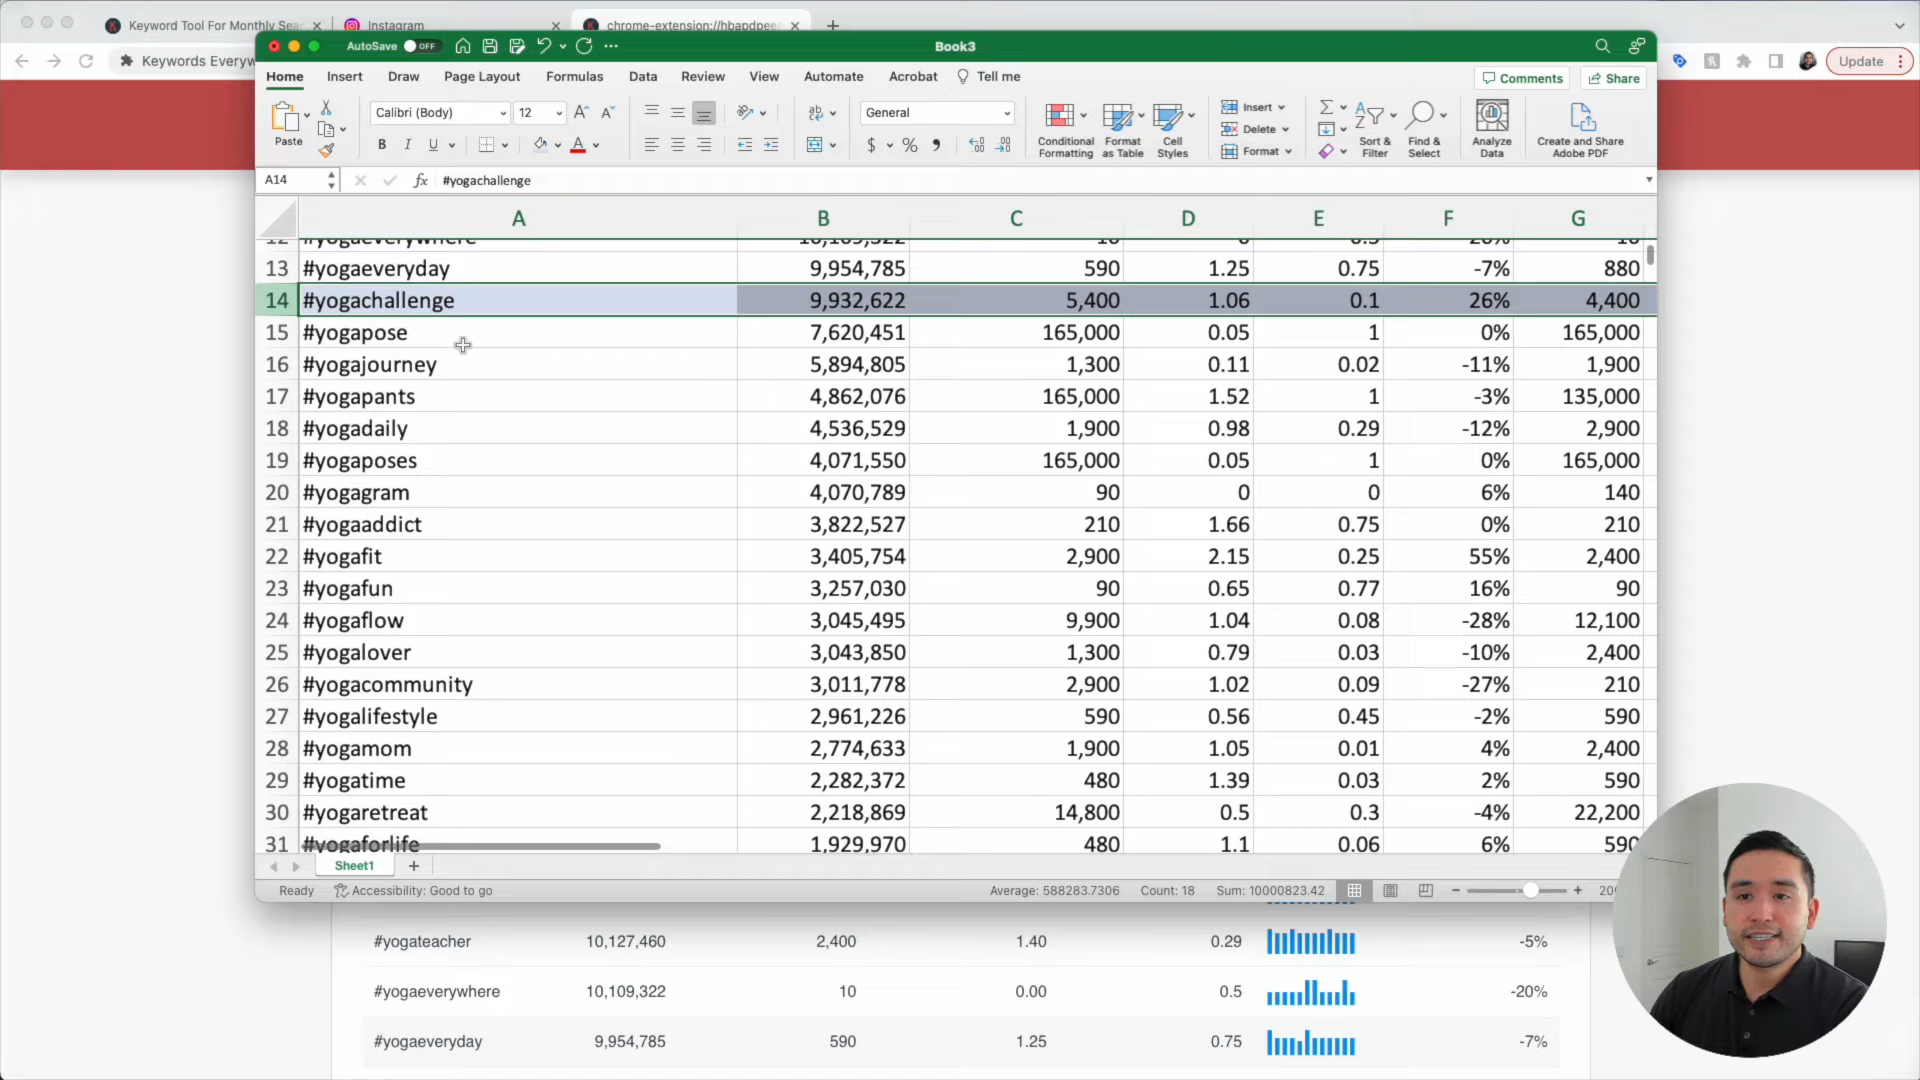 Keyword Tool For Monthly Sea
Instagram
chrome-extension://hbapdpee
Keywords Everyw
Update
AutoSave OFF
Book3
Home Insert Draw Page Layout Formulas Data Review View Automate Acrobat Tell me
Comments Share
Paste
Calibri (Body) 12
General
Conditional Formatting
Format as Table
Cell Styles
Insert
Delete
Format
Sort & Filter
Find & Select
Analyze Data
Create and Share Adobe PDF
A14 fx #yogachallenge
A B C D E F G
12 #yogaeverywhere 10,109,322 10 0 0.5 -20% 10
13 #yogaeveryday 9,954,785 590 1.25 0.75 -7% 880
14 #yogachallenge 9,932,622 5,400 1.06 0.1 26% 4,400
15 #yogapose 7,620,451 165,000 0.05 1 0% 165,000
16 #yogajourney 5,894,805 1,300 0.11 0.02 -11% 1,900
17 #yogapants 4,862,076 165,000 1.52 1 -3% 135,000
18 #yogadaily 4,536,529 1,900 0.98 0.29 -12% 2,900
19 #yogaposes 4,071,550 165,000 0.05 1 0% 165,000
20 #yogagram 4,070,789 90 0 0 6% 140
21 #yogaaddict 3,822,527 210 1.66 0.75 0% 210
22 #yogafit 3,405,754 2,900 2.15 0.25 55% 2,400
23 #yogafun 3,257,030 90 0.65 0.77 16% 90
24 #yogaflow 3,045,495 9,900 1.04 0.08 -28% 12,100
25 #yogalover 3,043,850 1,300 0.79 0.03 -10% 2,400
26 #yogacommunity 3,011,778 2,900 1.02 0.09 -27% 210
27 #yogalifestyle 2,961,226 590 0.56 0.45 -2% 590
28 #yogamom 2,774,633 1,900 1.05 0.01 4% 2,400
29 #yogatime 2,282,372 480 1.39 0.03 2% 590
30 #yogaretreat 2,218,869 14,800 0.5 0.3 -4% 22,200
31 #yogaforlife 1,929,970 480 1.1 0.06 6% 590
Sheet1 +
Ready Accessibility: Good to go Average: 588283.7306 Count: 18 Sum: 10000823.42
#yogateacher 10,127,460 2,400 1.40 0.29 -5%
#yogaeverywhere 10,109,322 10 0.00 0.5 -20%
#yogaeveryday 9,954,785 590 1.25 0.75 -7%